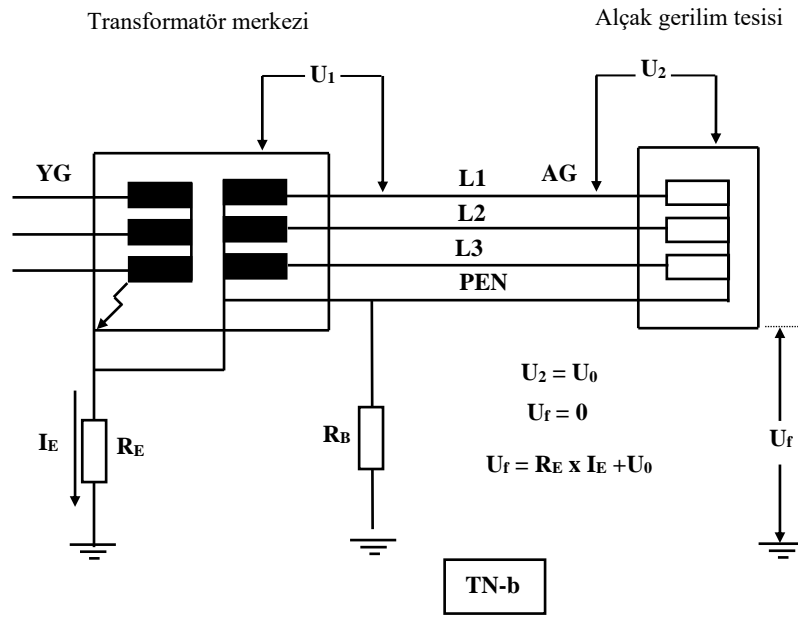 Transformatör merkezi
Alçak gerilim tesisi
U1
U2
YG
L1
AG
L2
L3
PEN
U2 = U0
Uf = 0
Uf = RE x IE +U0
IE
RE
RB
Uf
TN-b